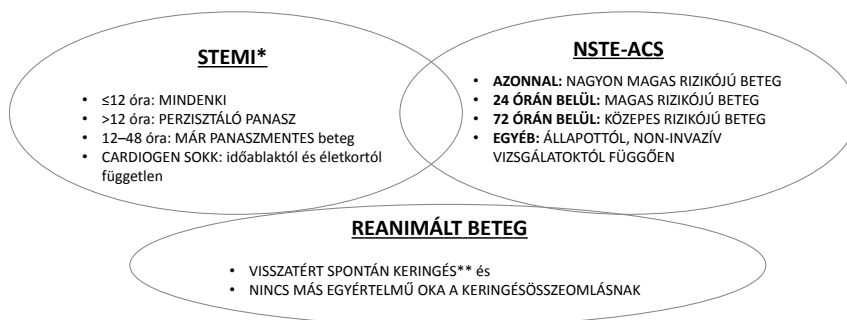 STEMI*
• ≤12 óra: MINDENKI
• >12 óra: PERZISZTÁLÓ PANASZ
• 12–48 óra: MÁR PANASZMENTES beteg
• CARDIOGEN SOKK: időablaktól és életkortól
független
NSTE-ACS
• AZONNAL: NAGYON MAGAS RIZIKÓJÚ BETEG
• 24 ÓRÁN BELÜL: MAGAS RIZIKÓJÚ BETEG
• 72 ÓRÁN BELÜL: KÖZEPES RIZIKÓJÚ BETEG
• EGYÉB: ÁLLAPOTTÓL, NON-INVAZÍV
VIZSGÁLATOKTÓL FÜGGŐEN
REANIMÁLT BETEG
• VISSZATÉRT SPONTÁN KERINGÉS** és
• NINCS MÁS EGYÉRTELMŰ OKA A KERINGÉSÖSSZEOMLÁSNAK